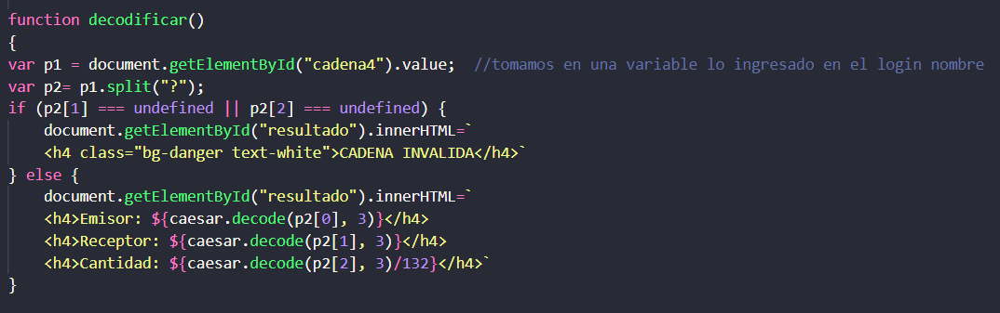 function decodificar()
{
var p1 = document.getElementById("cadena4").value;  //tomamos en una variable lo ingresado en el login nombre
var p2= p1.split("?");
if (p2[1] === undefined || p2[2] === undefined) {
    document.getElementById("resultado").innerHTML=`
    <h4 class="bg-danger text-white">CADENA INVALIDA</h4>`
} else {
    document.getElementById("resultado").innerHTML=`
    <h4>Emisor: ${caesar.decode(p2[0], 3)}</h4>
    <h4>Receptor: ${caesar.decode(p2[1], 3)}</h4>
    <h4>Cantidad: ${caesar.decode(p2[2], 3)/132}</h4>`
}